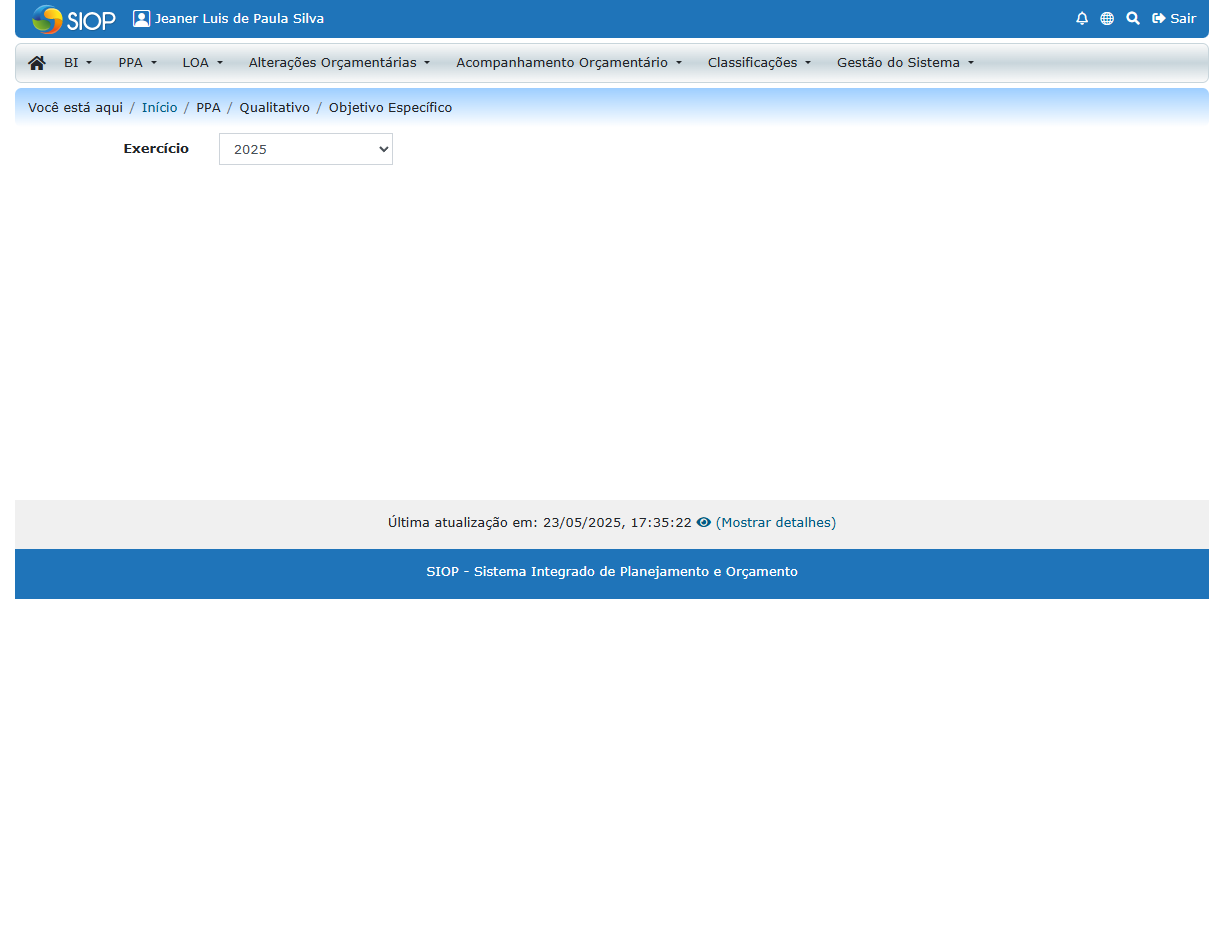 SIOP Jeaner Luis de Paula Silva Sair
BI PPA LOA Alterações Orçamentárias Acompanhamento Orçamentário Classificações Gestão do Sistema
Você está aqui / Início / PPA / Qualitativo / Objetivo Específico
Exercício 2025
Última atualização em: 23/05/2025, 17:35:22 (Mostrar detalhes)
SIOP - Sistema Integrado de Planejamento e Orçamento